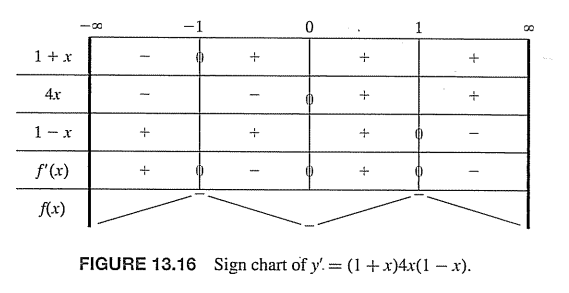 −∞ −1 0 1 ∞
1 + x − 0 + + +
4x − − 0 + +
1 − x + + + 0 −
f′(x) + 0 − 0 + 0 −
f(x)
FIGURE 13.16 Sign chart of y′. = (1 + x)4x(1 − x).